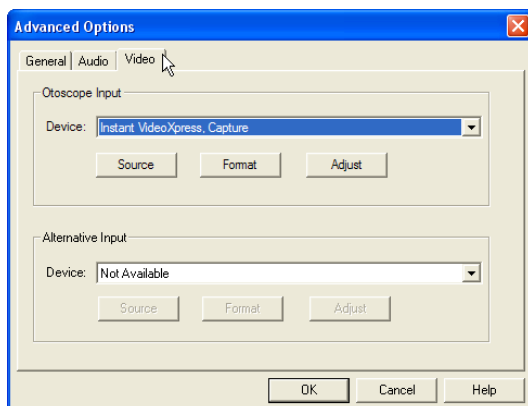 Advanced Options
General Audio Video
Otoscope Input
Device: Instant VideoXpress, Capture
Source Format Adjust
Alternative Input
Device: Not Available
Source Format Adjust
OK Cancel Help